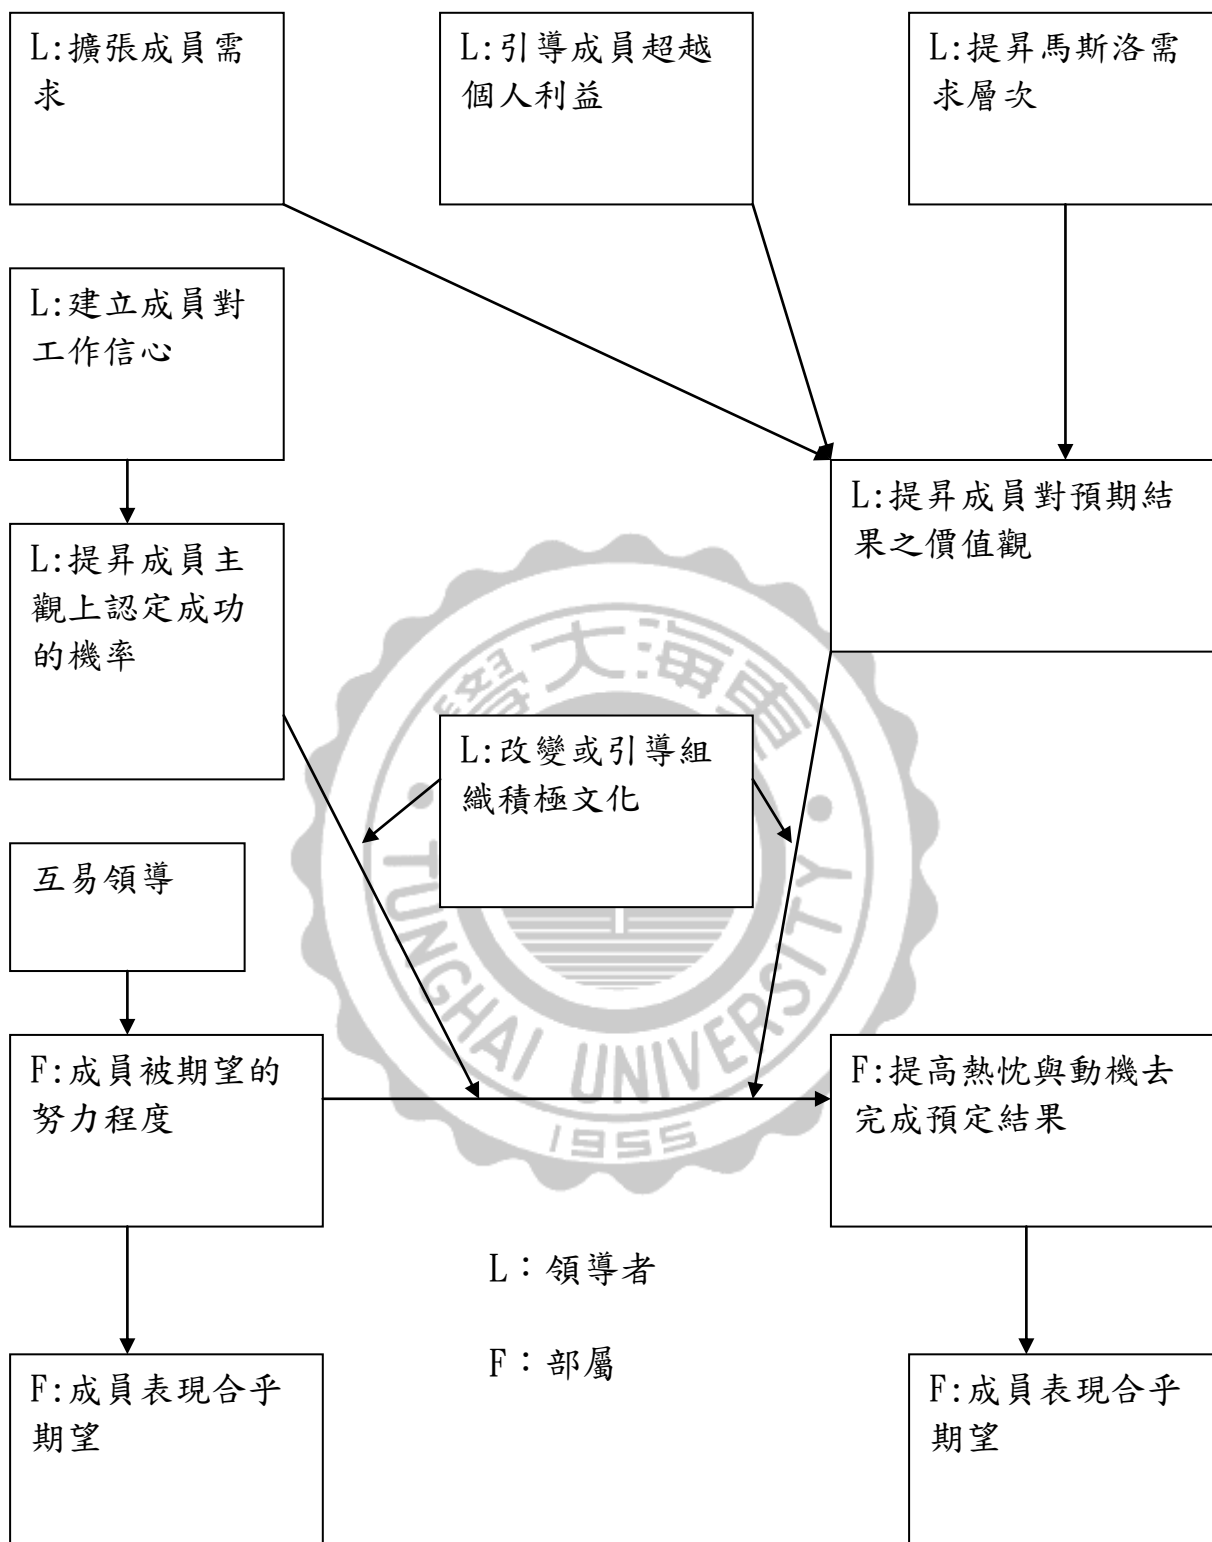 L:擴張成員需
求
L:引導成員超越
個人利益
L:提昇馬斯洛需
求層次
L:建立成員對
工作信心
L:提昇成員對預期結
果之價值觀
L:提昇成員主
觀上認定成功
的機率
學大海東
L:改變或引導組
織積極文化
互易領導
TUNGHAI UNIVERSITY
1955
F:成員被期望的
努力程度
F:提高熱忱與動機去
完成預定結果
L：領導者
F：部屬
F:成員表現合乎
期望
F:成員表現合乎
期望